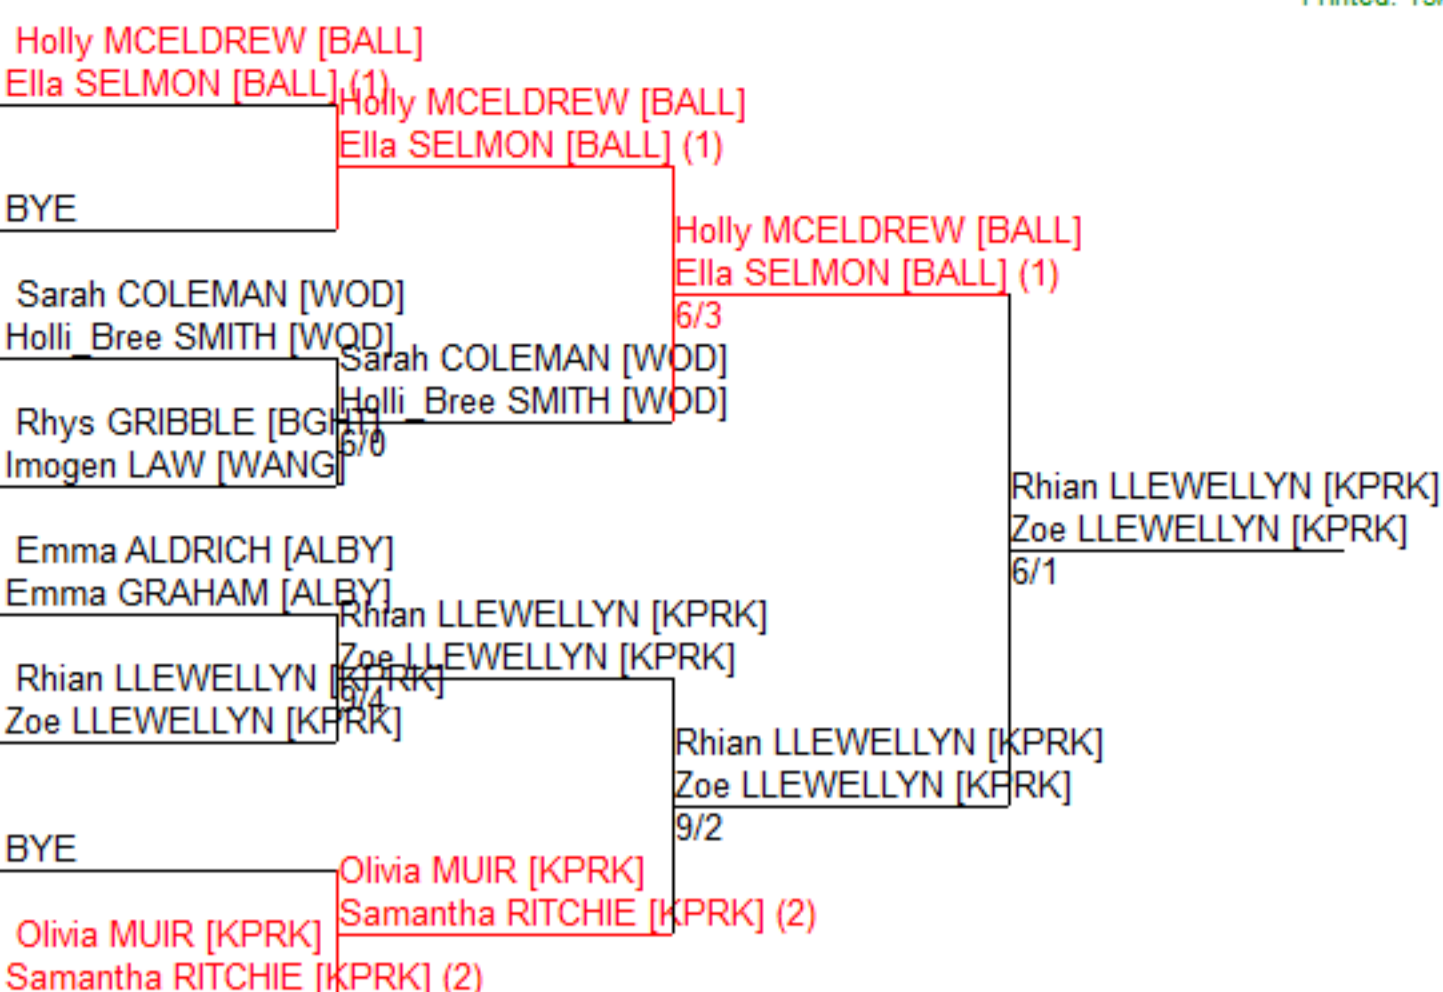 Holly MCELDREW [BALL]
Ella SELMON [BALL] (1)
BYE
Sarah COLEMAN [WOD]
Holli_Bree SMITH [WOD]
Rhys GRIBBLE [BGHT]
Imogen LAW [WANG]
Emma ALDRICH [ALBY]
Emma GRAHAM [ALBY]
Rhian LLEWELLYN [KPRK]
Zoe LLEWELLYN [KPRK]
BYE
Olivia MUIR [KPRK]
Samantha RITCHIE [KPRK] (2)
Holly MCELDREW [BALL]
Ella SELMON [BALL] (1)
Sarah COLEMAN [WOD]
Holli_Bree SMITH [WOD]
6/0
Rhian LLEWELLYN [KPRK]
Zoe LLEWELLYN [KPRK]
9/4
Olivia MUIR [KPRK]
Samantha RITCHIE [KPRK] (2)
Holly MCELDREW [BALL]
Ella SELMON [BALL] (1)
6/3
Rhian LLEWELLYN [KPRK]
Zoe LLEWELLYN [KPRK]
9/2
Rhian LLEWELLYN [KPRK]
Zoe LLEWELLYN [KPRK]
6/1